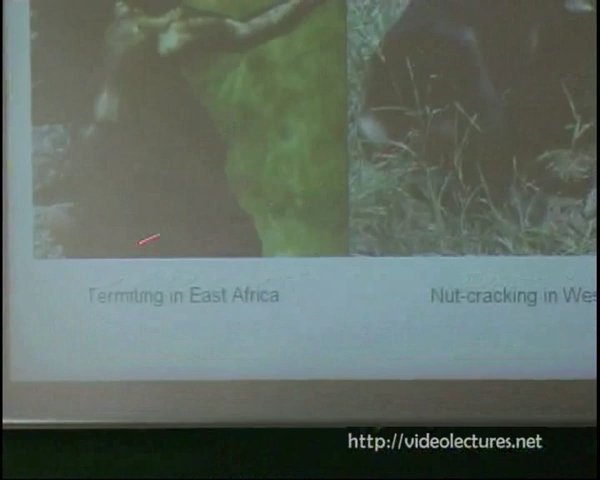 Termiting in East Africa
Nut-cracking in Wes
http://videolectures.net